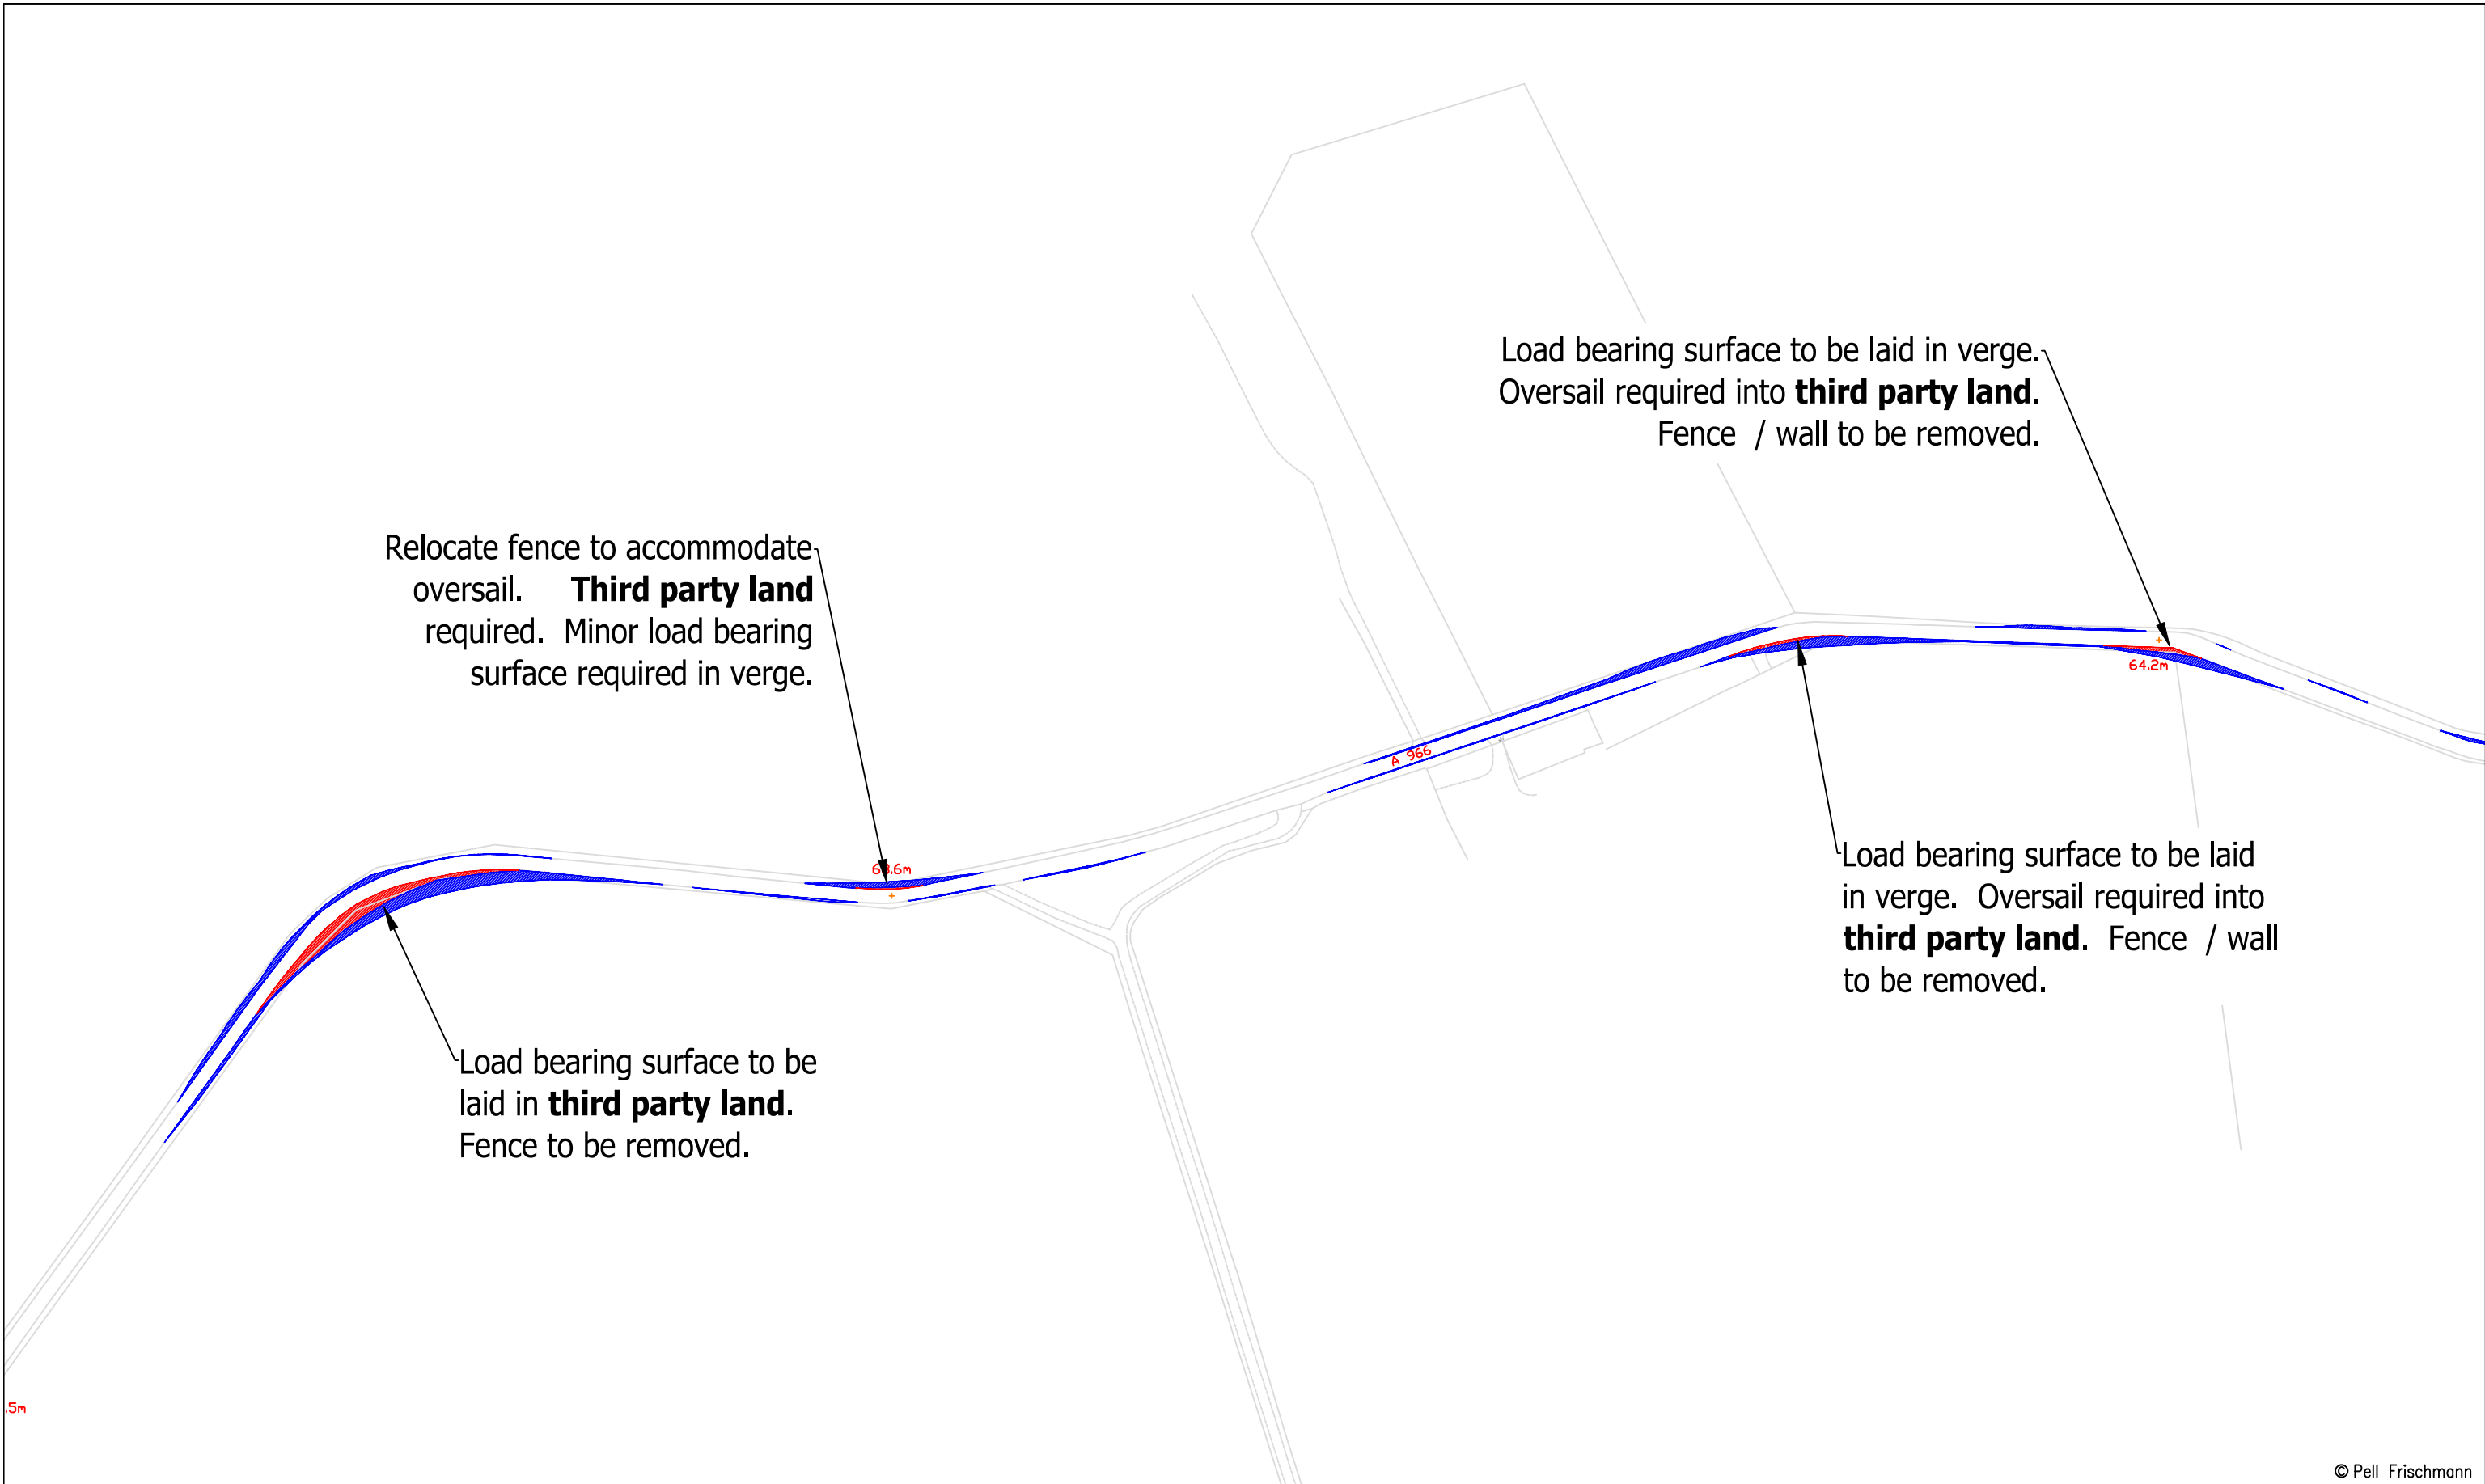 Load bearing surface to be laid in verge.
Oversail required into third party land.
Fence / wall to be removed.
Relocate fence to accommodate
oversail. Third party land
required. Minor load bearing
surface required in verge.
64.2m
A 966
Load bearing surface to be laid
in verge. Oversail required into
third party land. Fence / wall
to be removed.
Load bearing surface to be
laid in third party land.
Fence to be removed.
.5m
© Pell Frischmann